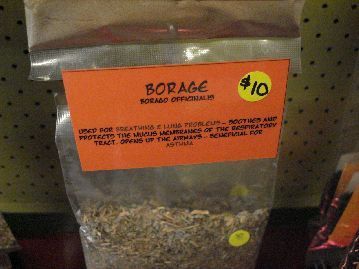 BORAGE
BORAGO OFFICINALIS
$10
USED FOR BREATHING & LUNG PROBLEMS - SOOTHES AND
PROTECTS THE MUCUS MEMBRANES OF THE RESPIRATORY
TRACT. OPENS UP THE AIRWAYS - BENEFICIAL FOR
ASTHMA